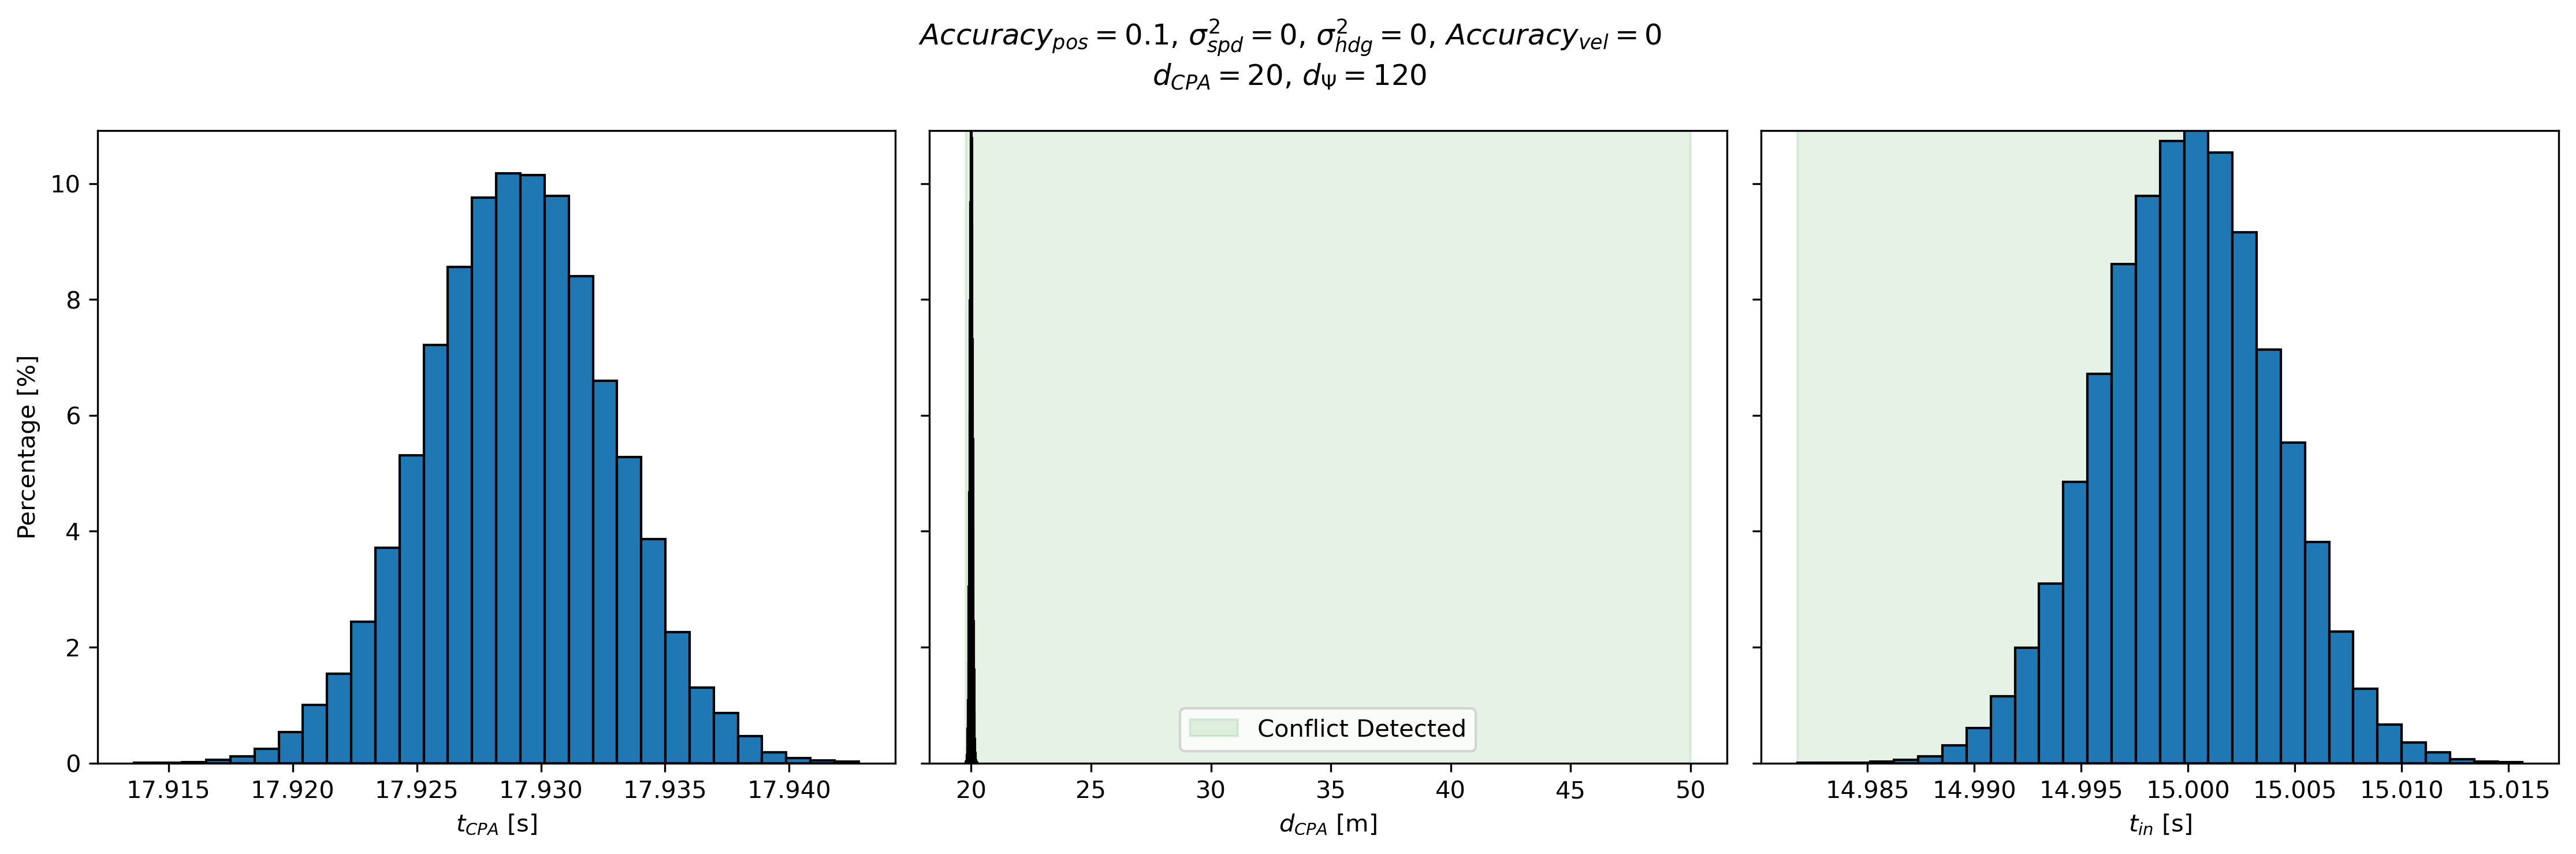 Accuracy_pos = 0.1, σ²_spd = 0, σ²_hdg = 0, Accuracy_vel = 0
d_CPA = 20, d_Ψ = 120
Percentage [%]
10
8
6
4
2
0
17.915 17.920 17.925 17.930 17.935 17.940
t_CPA [s]
Conflict Detected
20 25 30 35 40 45 50
d_CPA [m]
14.985 14.990 14.995 15.000 15.005 15.010 15.015
t_in [s]